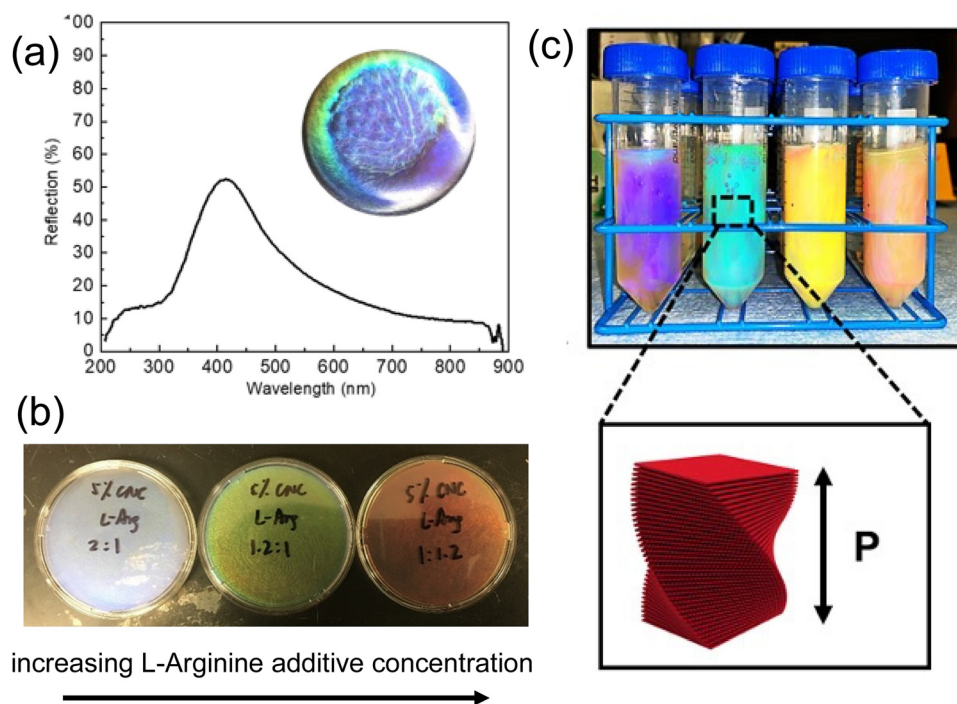 (a)
100
90
80
70
60
50
40
30
20
10
0
Reflection (%)
200 300 400 500 600 700 800 900
Wavelength (nm)
(b)
5% CNC
L-Arg
2:1
5% CNC
L-Arg
1.2:1
5% CNC
L-Arg
1:1.2
increasing L-Arginine additive concentration
(c)
P